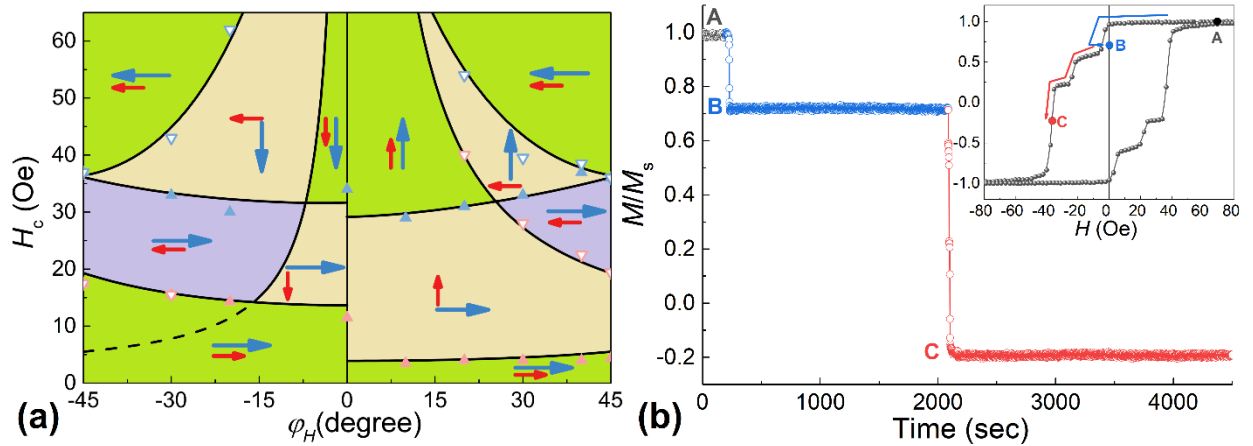 H_c (Oe)
60
50
40
30
20
10
0
-45 -30 -15 0 15 30 45
φ_H(degree)
(a)
M/M_s
1.0
0.8
0.6
0.4
0.2
0.0
-0.2
A
B
C
0 1000 2000 3000 4000
Time (sec)
(b)
1.0
0.5
0.0
-0.5
-1.0
A
B
C
-80 -60 -40 -20 0 20 40 60 80
H (Oe)